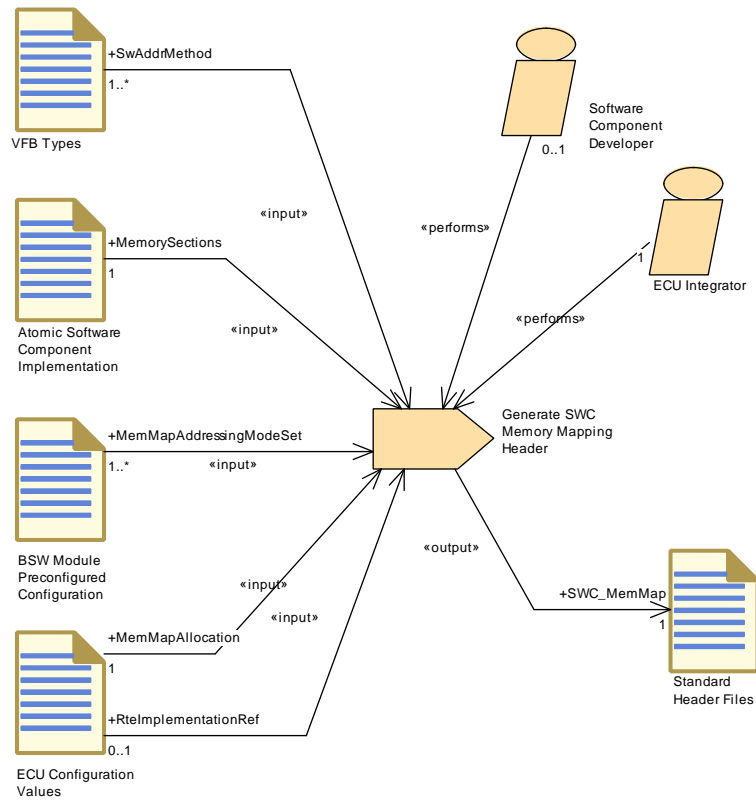 +SwAddrMethod
1..*
VFB Types
«input»
Software
Component
Developer
0..1
«performs»
ECU Integrator
1
«performs»
+MemorySections
1
Atomic Software
Component
Implementation
«input»
Generate SWC
Memory Mapping
Header
+MemMapAddressingModeSet
1..*
«input»
BSW Module
Preconfigured
Configuration
«output»
+SWC_MemMap
1
Standard
Header Files
+MemMapAllocation
1
«input»
«input»
+RteImplementationRef
0..1
ECU Configuration
Values